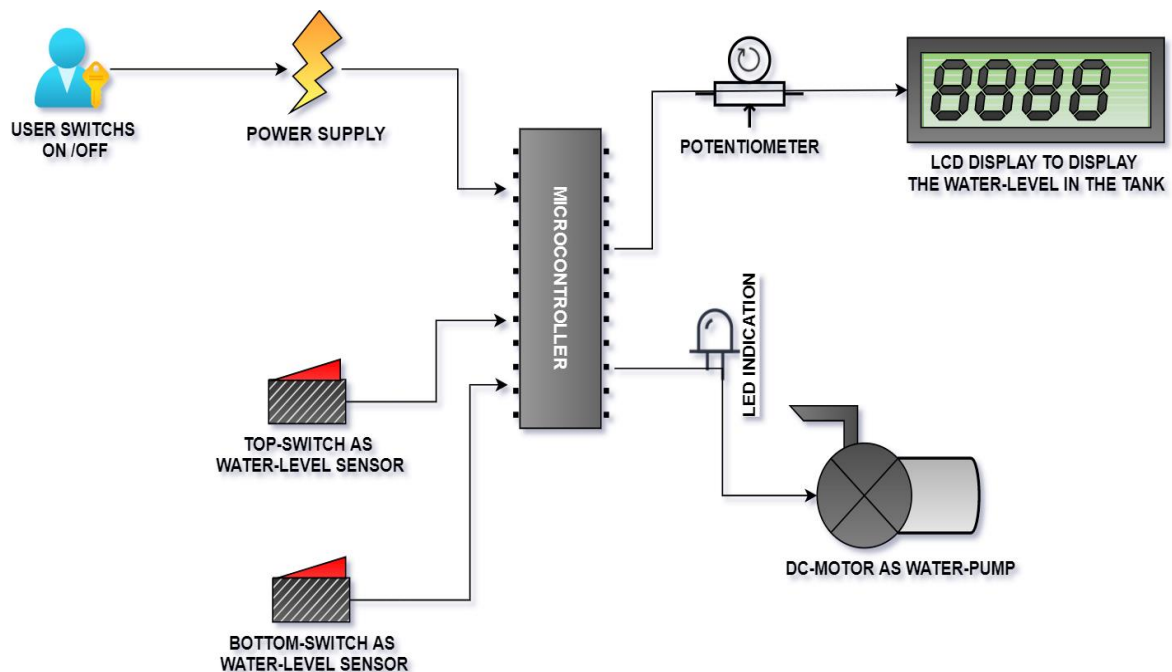 USER SWITCHS
ON /OFF
POWER SUPPLY
MICROCONTROLLER
POTENTIOMETER
8888
LCD DISPLAY TO DISPLAY
THE WATER-LEVEL IN THE TANK
LED INDICATION
TOP-SWITCH AS
WATER-LEVEL SENSOR
DC-MOTOR AS WATER-PUMP
BOTTOM-SWITCH AS
WATER-LEVEL SENSOR